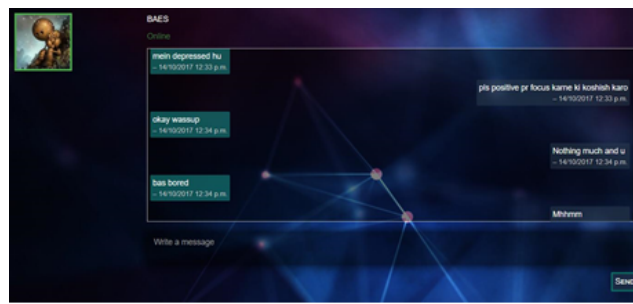 BAES
Online
mein depressed hu
-- 14/10/2017 12:33 p.m.
pls positive pr focus karne ki koshish karo
-- 14/10/2017 12:33 p.m.
okay wassup
-- 14/10/2017 12:34 p.m.
Nothing much and u
-- 14/10/2017 12:34 p.m.
bas bored
-- 14/10/2017 12:34 p.m.
Mhhmm
Write a message